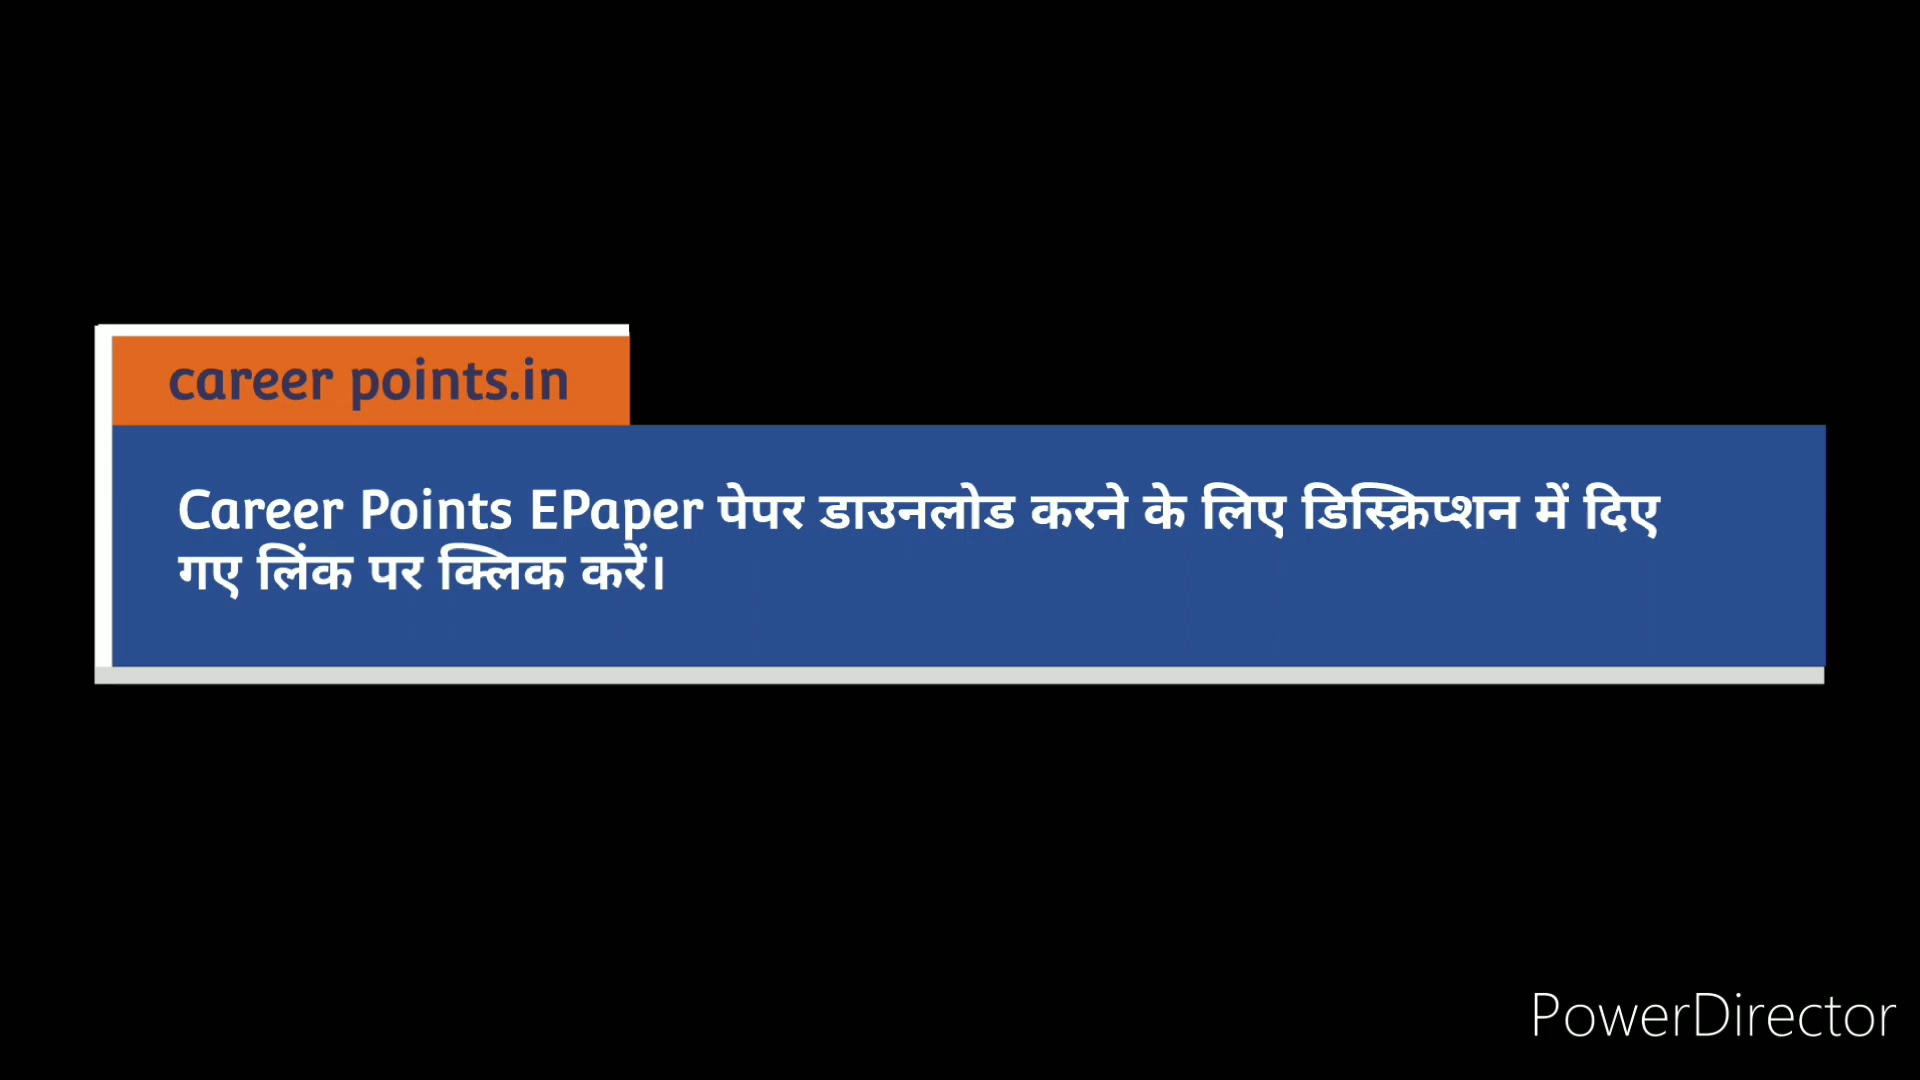 career points.in
Career Points EPaper पेपर डाउनलोड करने के लिए डिस्क्रिप्शन में दिए
गए लिंक पर क्लिक करें।
PowerDirector